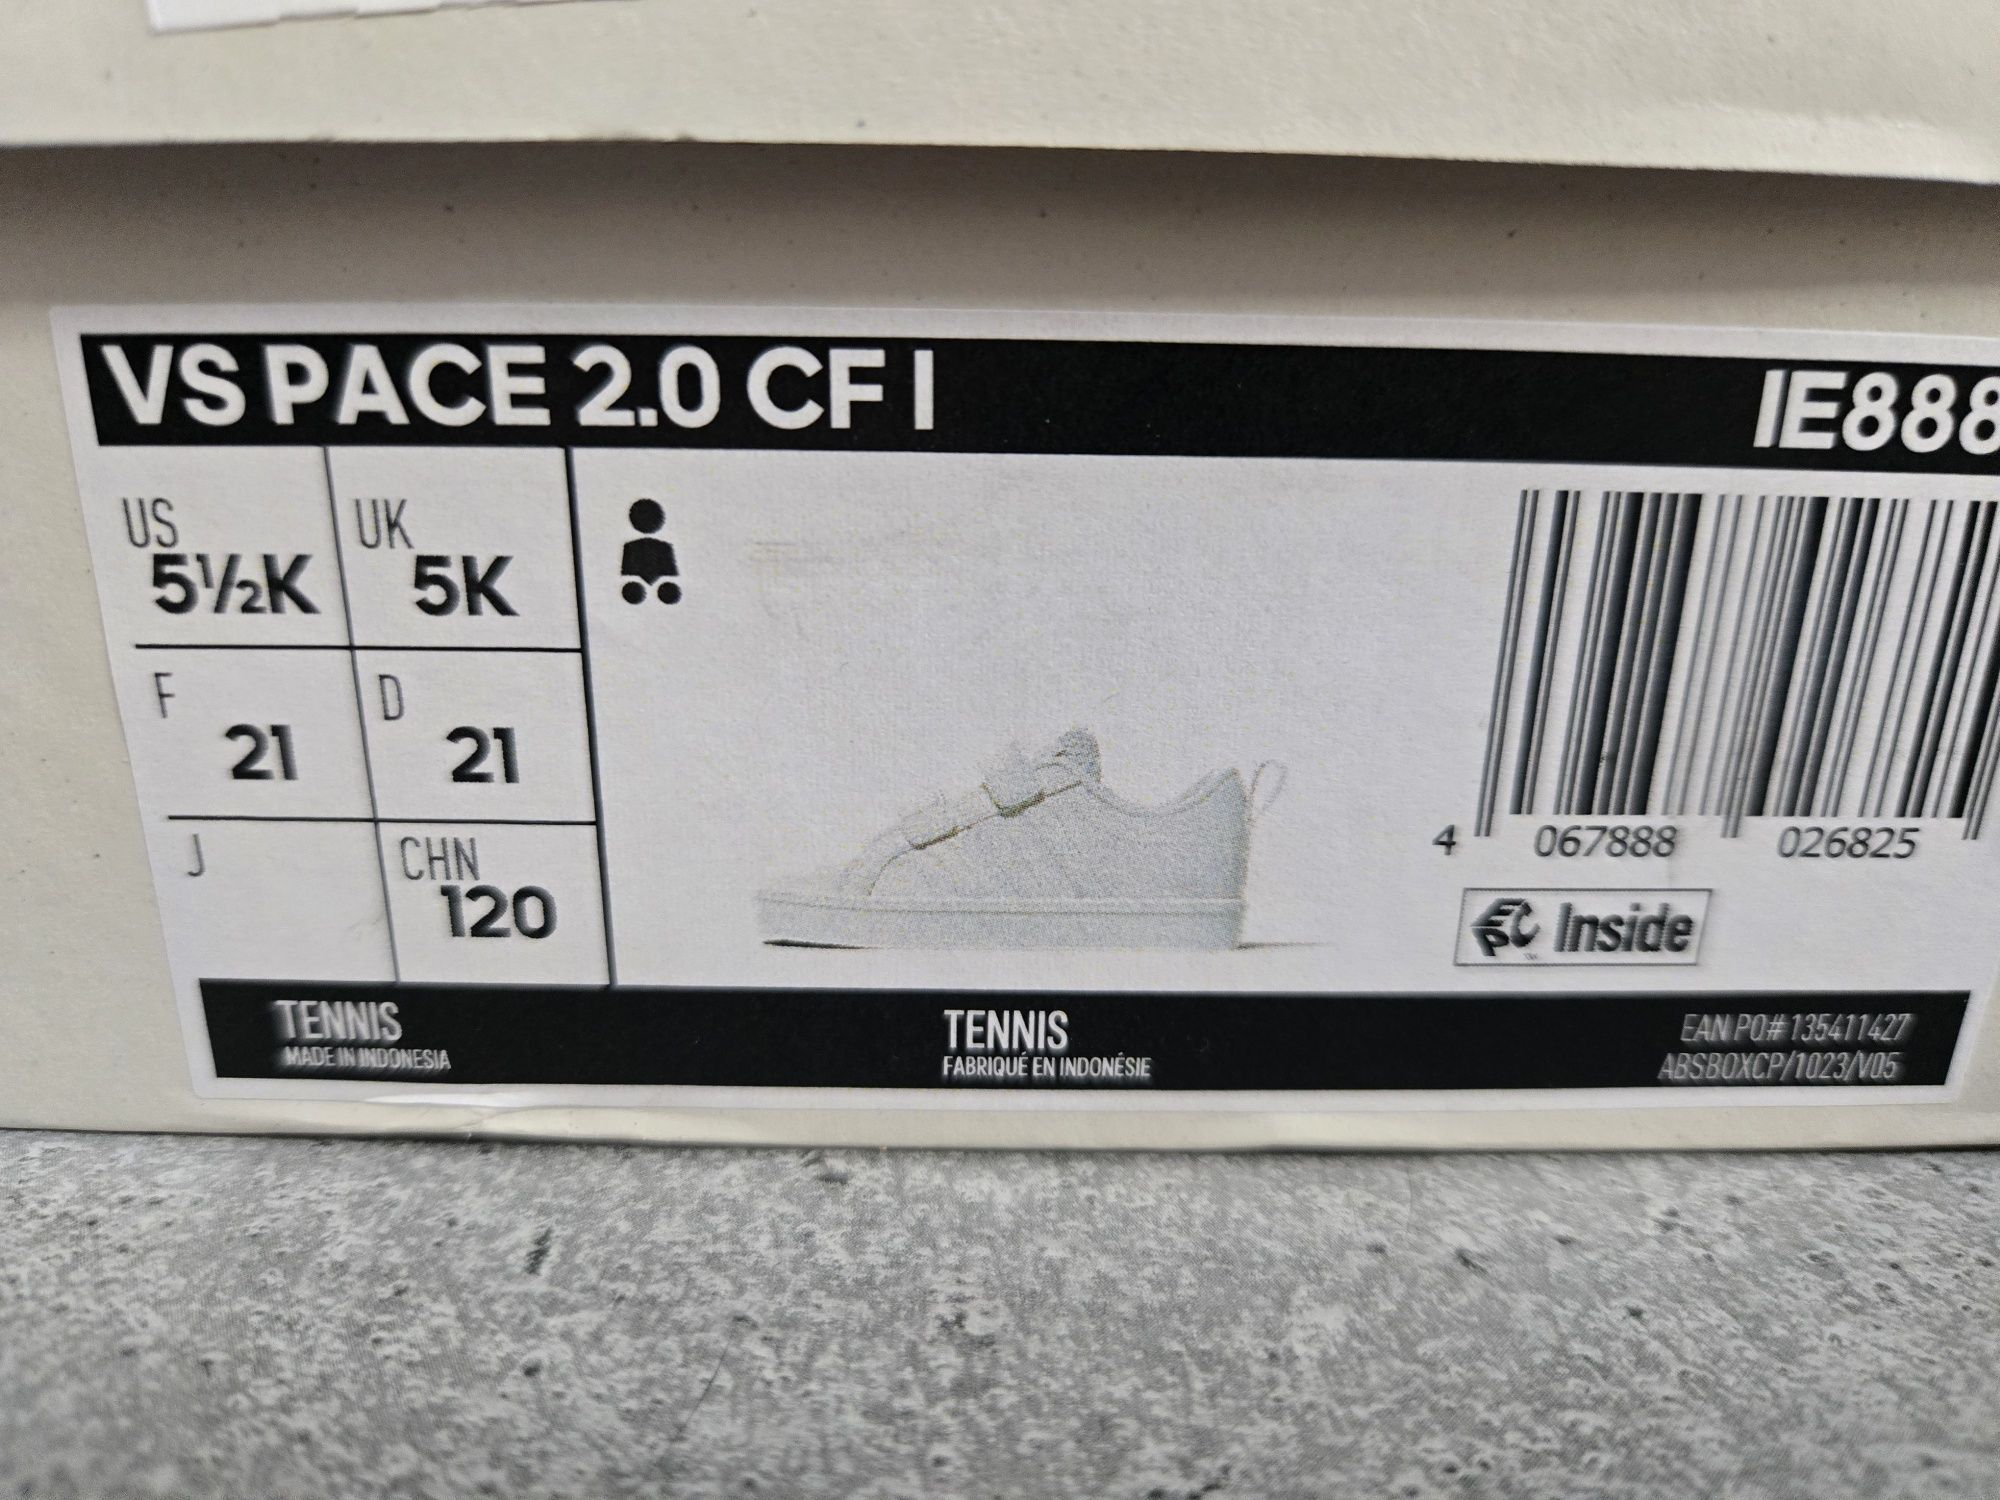 VS PACE 2.0 CF I
IE888
US
5½K
UK
5K
F
21
D
21
J
CHN
120
4 067888 026825
EPC Inside
TENNIS
MADE IN INDONESIA
TENNIS
FABRIQUÉ EN INDONÉSIE
EAN PO# 135411427
ABSBOXCP/1023/V05